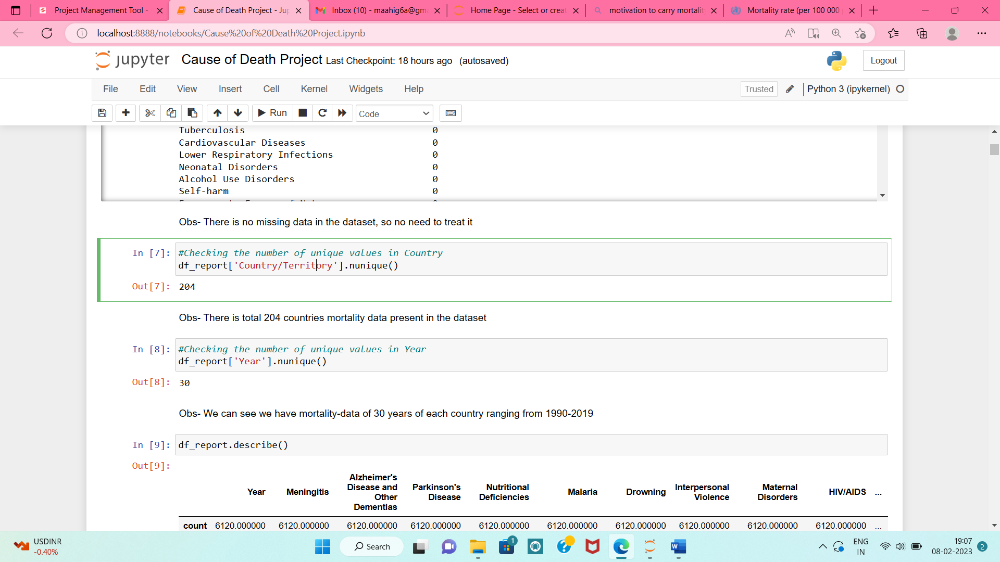 Project Management Tool -
Cause of Death Project - Jup
Inbox (10) - maahig6a@gm
Home Page - Select or creat
motivation to carry mortalit
Mortality rate (per 100 000
localhost:8888/notebooks/Cause%20of%20Death%20Project.ipynb
jupyter Cause of Death Project Last Checkpoint: 18 hours ago (autosaved)
Logout
File Edit View Insert Cell Kernel Widgets Help
Trusted Python 3 (ipykernel)
Run Code
Tuberculosis 0
Cardiovascular Diseases 0
Lower Respiratory Infections 0
Neonatal Disorders 0
Alcohol Use Disorders 0
Self-harm 0
Obs- There is no missing data in the dataset, so no need to treat it
In [7]: #Checking the number of unique values in Country
df_report['Country/Territory'].nunique()
Out[7]: 204
Obs- There is total 204 countries mortality data present in the dataset
In [8]: #Checking the number of unique values in Year
df_report['Year'].nunique()
Out[8]: 30
Obs- We can see we have mortality-data of 30 years of each country ranging from 1990-2019
In [9]: df_report.describe()
Out[9]:
Year Meningitis Alzheimer's Disease and Other Dementias Parkinson's Disease Nutritional Deficiencies Malaria Drowning Interpersonal Violence Maternal Disorders HIV/AIDS ...
count 6120.000000 6120.000000 6120.000000 6120.000000 6120.000000 6120.000000 6120.000000 6120.000000 6120.000000 6120.000000 ...
USDINR
-0.40%
Search
1
ENG
IN
19:07
08-02-2023
2